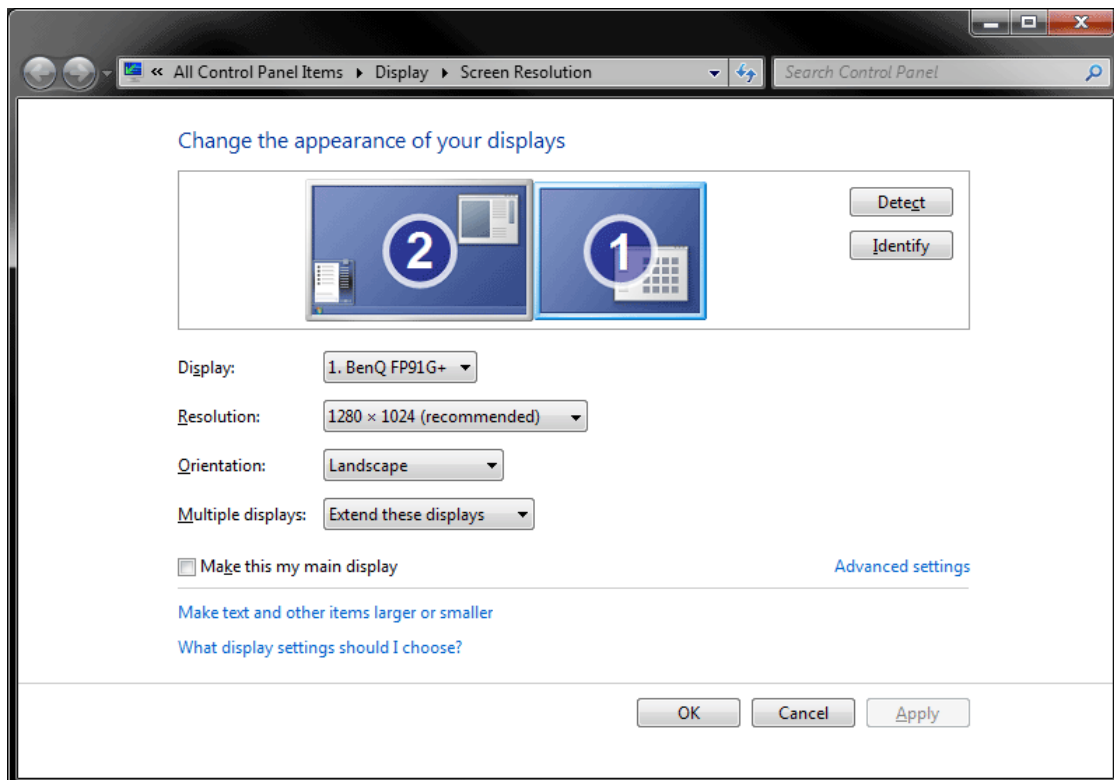 « All Control Panel Items ▸ Display ▸ Screen Resolution
Search Control Panel
Change the appearance of your displays
2
1
Detect
Identify
Display: 1. BenQ FP91G+
Resolution: 1280 × 1024 (recommended)
Orientation: Landscape
Multiple displays: Extend these displays
Make this my main display
Advanced settings
Make text and other items larger or smaller
What display settings should I choose?
OK
Cancel
Apply